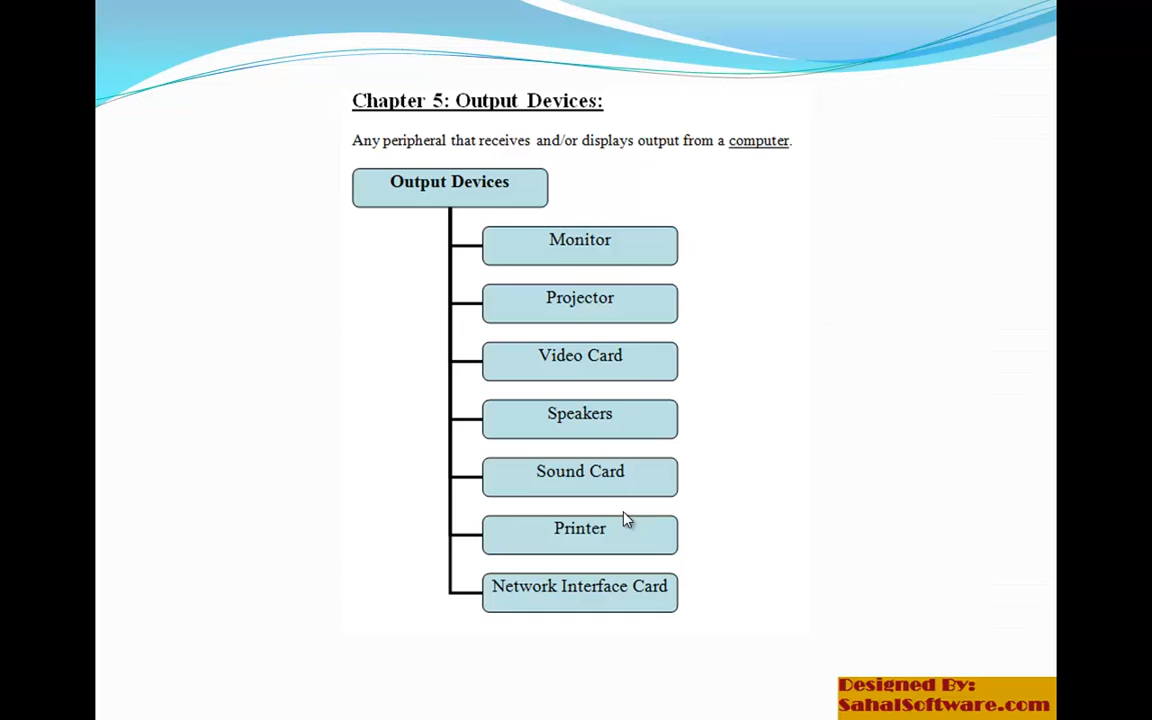 Chapter 5: Output Devices:
Any peripheral that receives and/or displays output from a computer.
Output Devices
Monitor
Projector
Video Card
Speakers
Sound Card
Printer
Network Interface Card
Designed By:
SahalSoftware.com